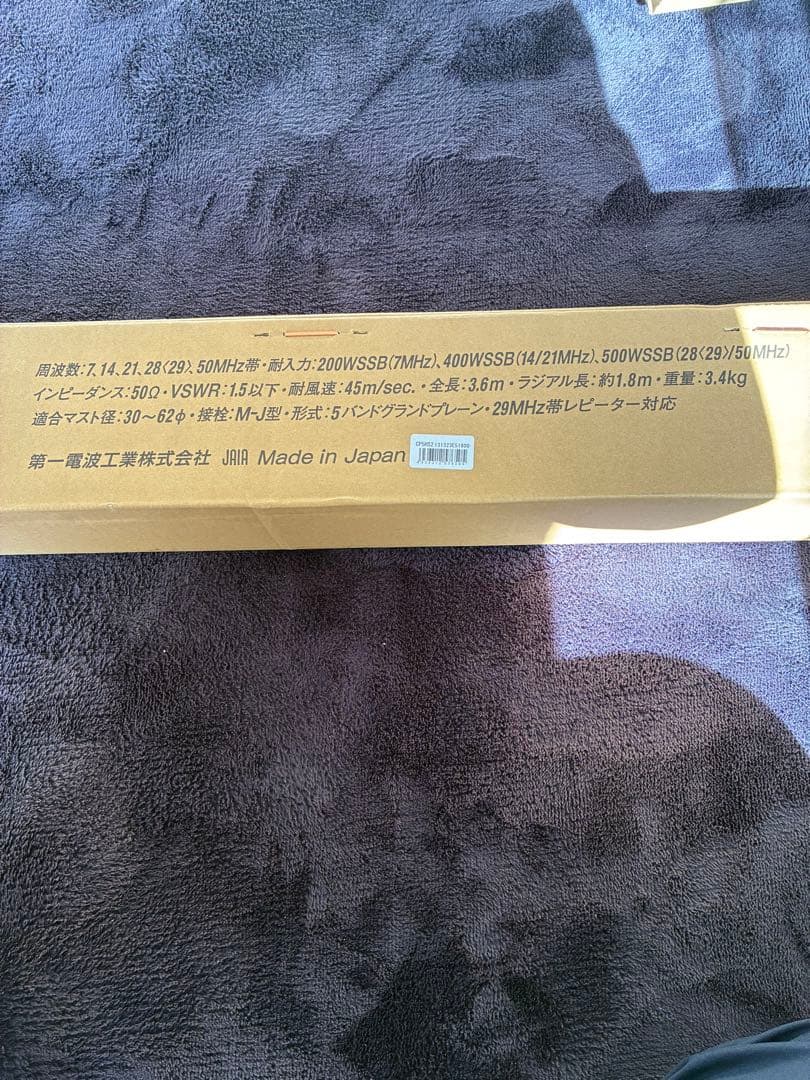 周波数:7、14、21、28〈29〉、50MHz帯・耐入力:200WSSB(7MHz)、400WSSB(14/21MHz)、500WSSB(28〈29〉/50MHz)
インピーダンス:50Ω・VSWR:1.5以下・耐風速:45m/sec.・全長:3.6m・ラジアル長:約1.8m・重量:3.4kg
適合マスト径:30〜62φ・接栓:M-J型・形式:5バンドグランドプレーン・29MHz帯レピーター対応
第一電波工業株式会社 JAIA Made in Japan